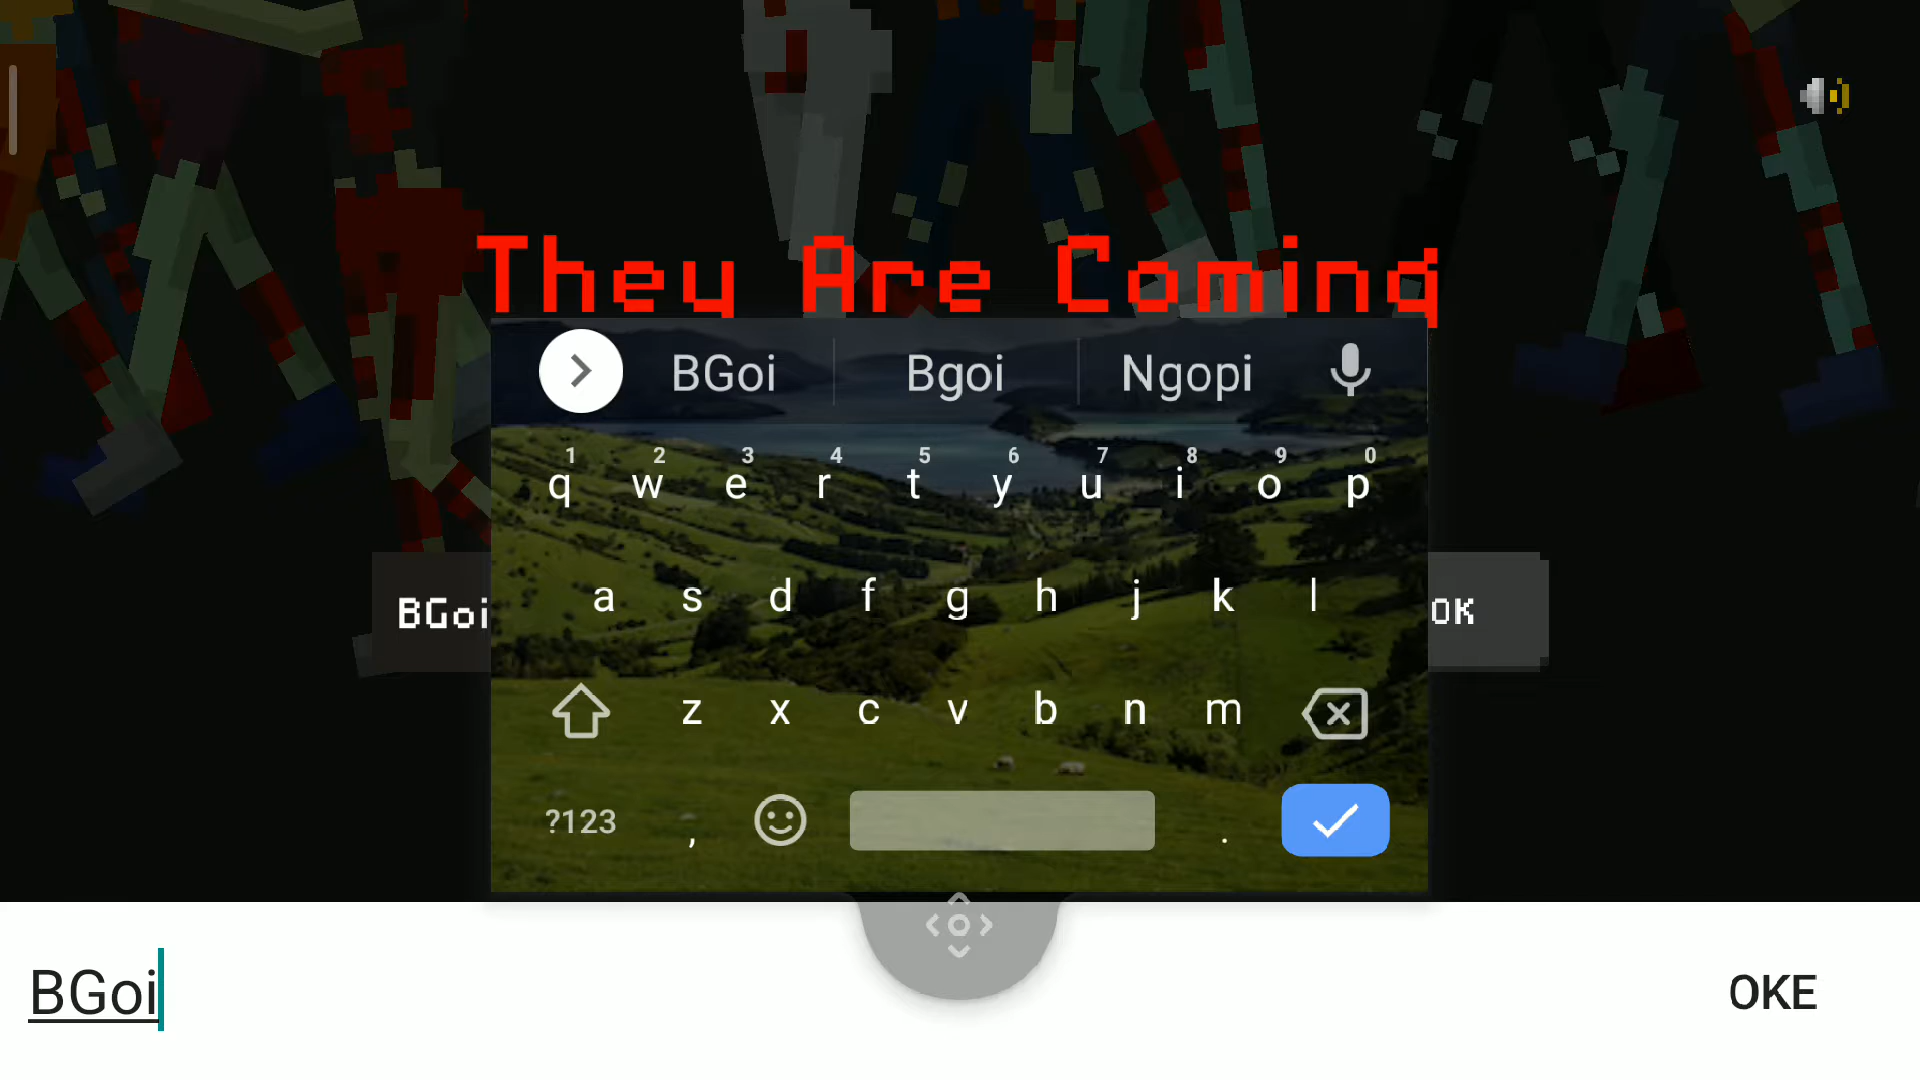 They Are Coming
BGoi Bgoi Ngopi
1 2 3 4 5 6 7 8 9 0
q w e r t y u i o p
a s d f g h j k l
BGoi
OK
z x c v b n m
?123 , .
BGoi
OKE